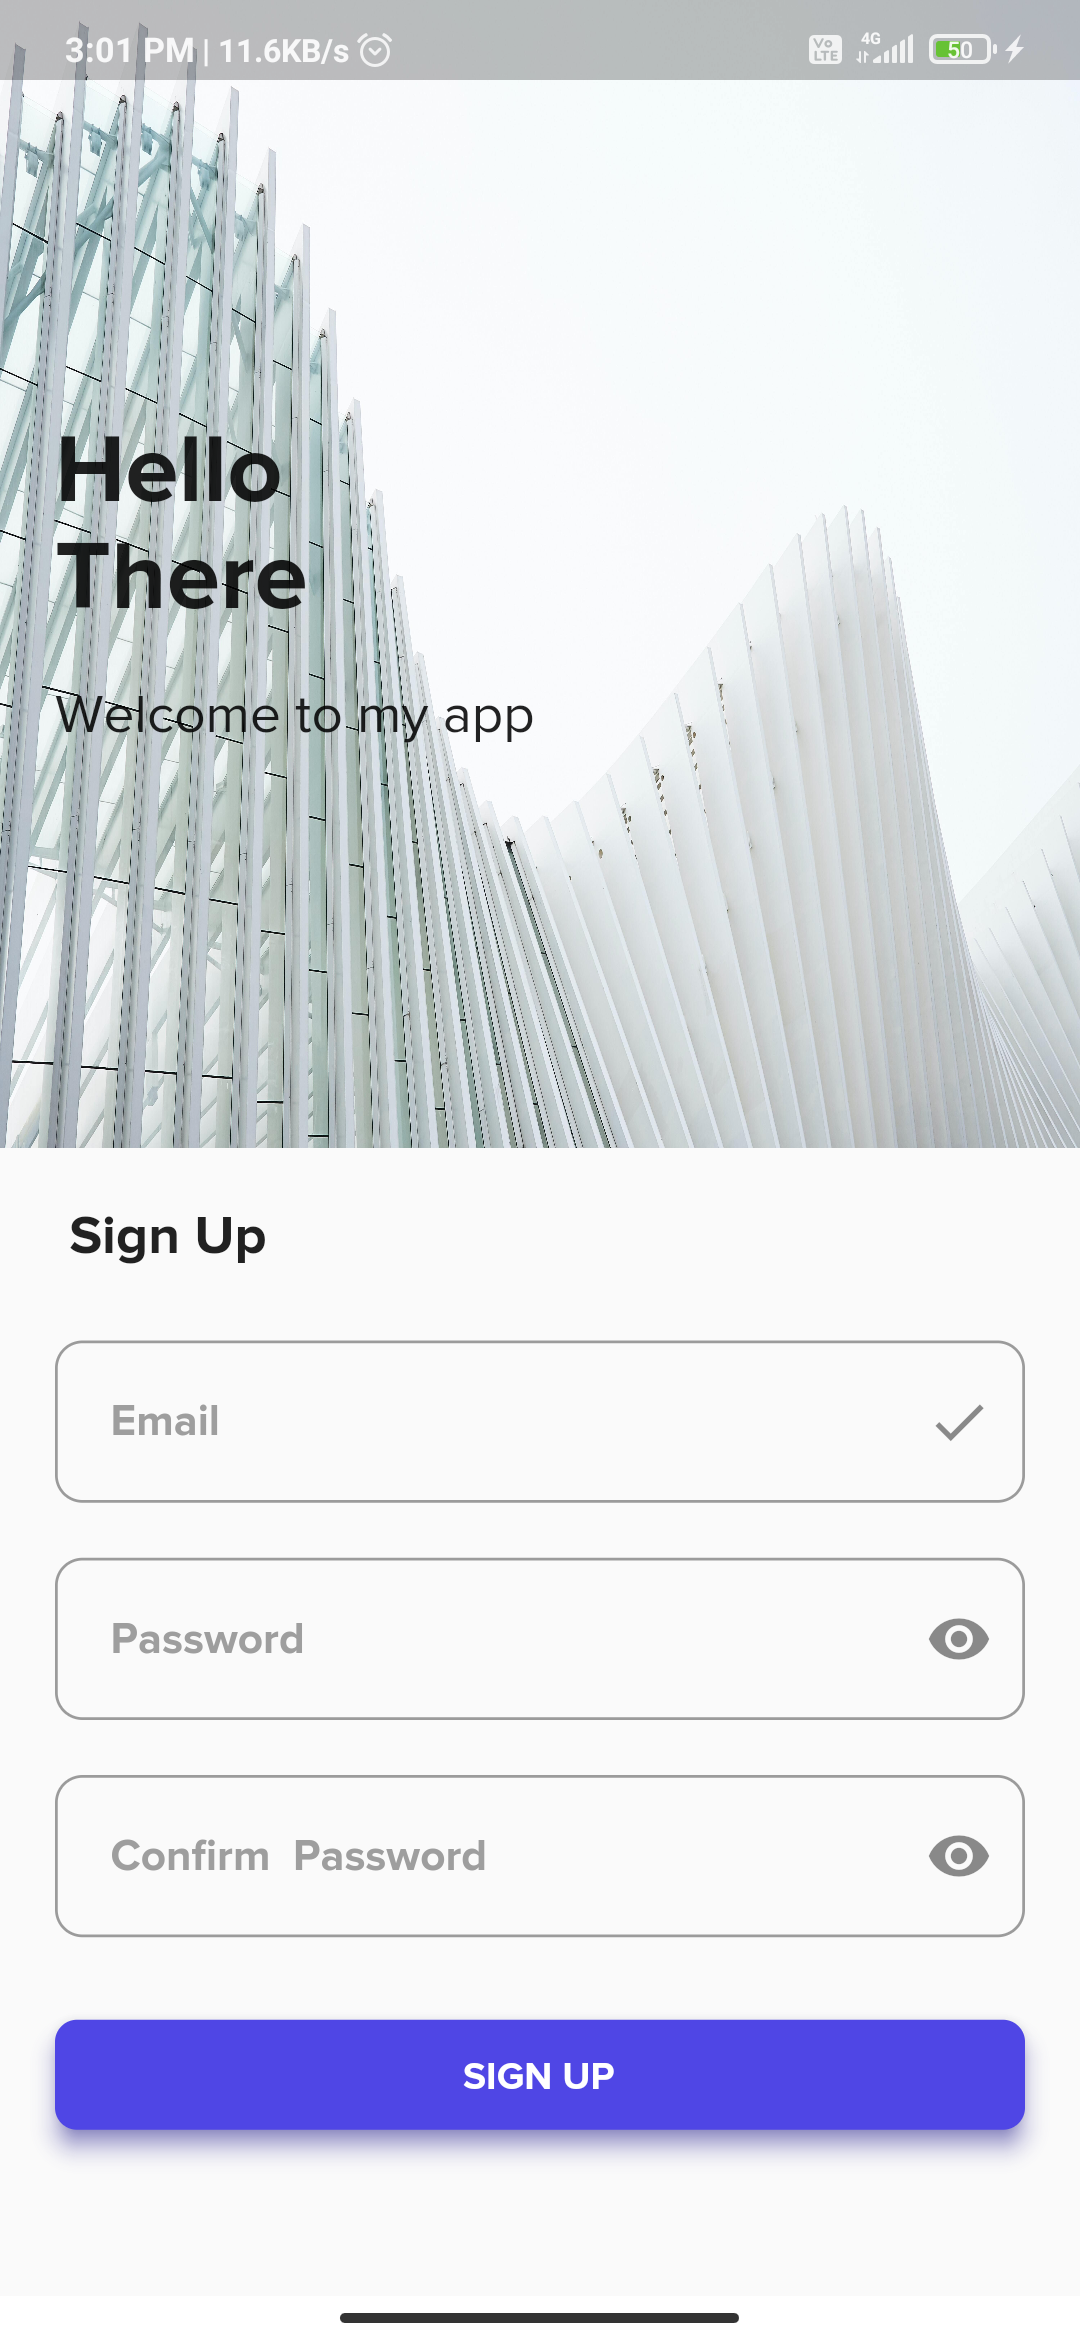 3:01 PM | 11.6KB/s
Vo LTE 4G 50
Hello
There
Welcome to my app
Sign Up
Email
Password
Confirm Password
SIGN UP